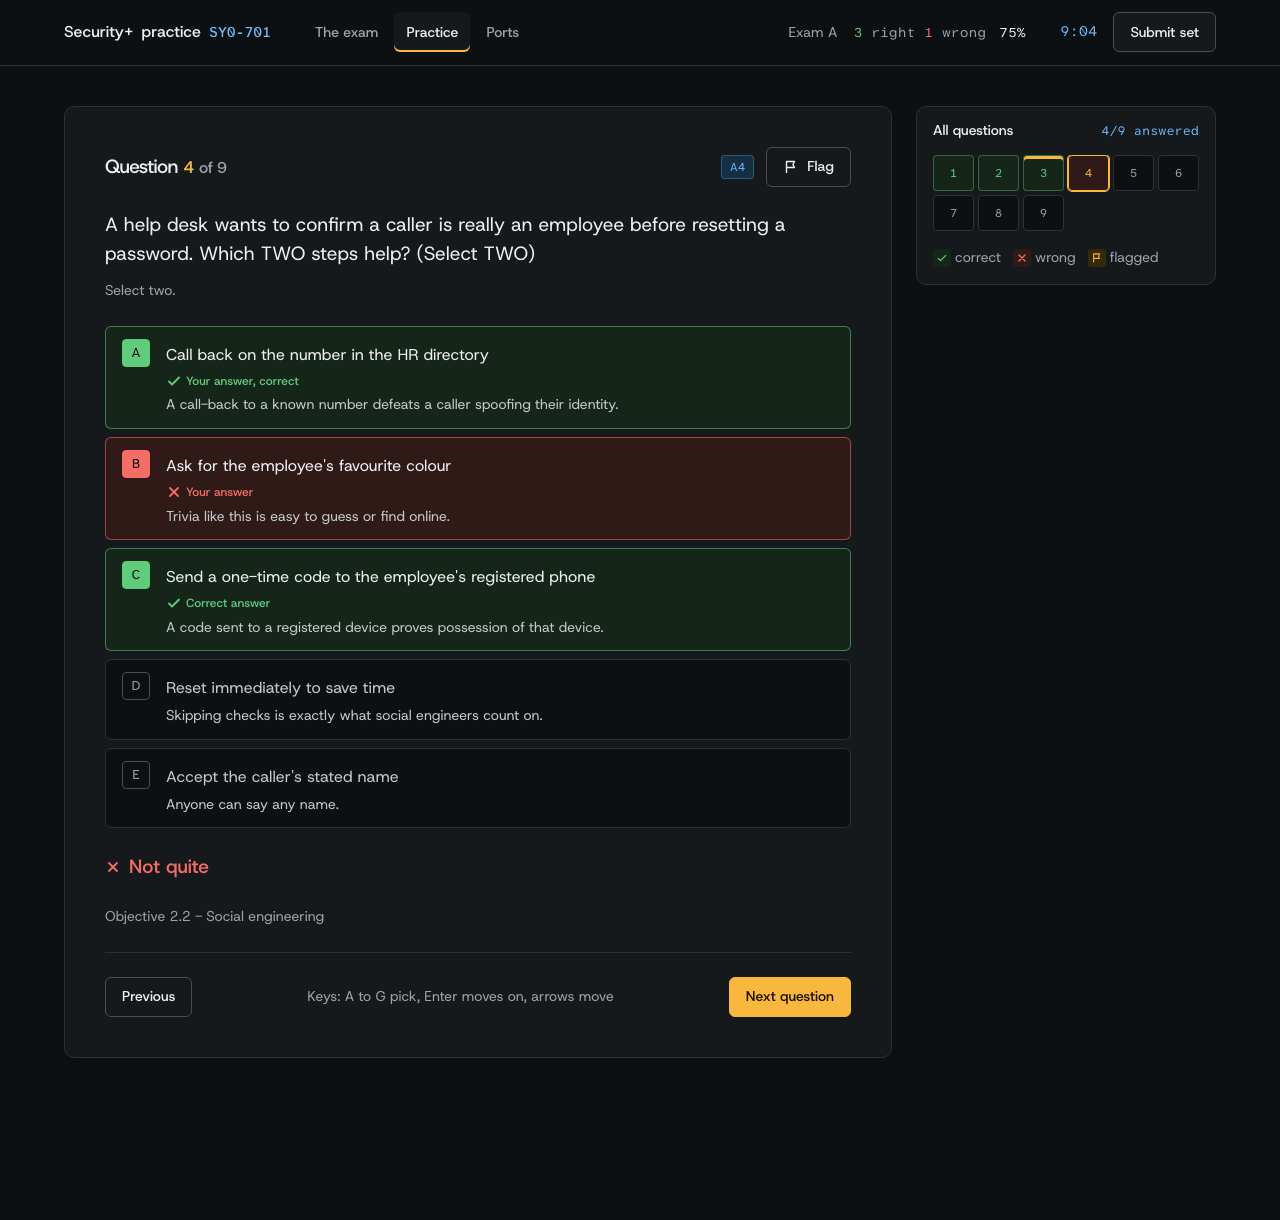 Security+ practice SY0-701 The exam Practice Ports Exam A 3 right 1 wrong 75% 9:04 Submit set
Question 4 of 9 A4 Flag
A help desk wants to confirm a caller is really an employee before resetting a
password. Which TWO steps help? (Select TWO)
Select two.
A Call back on the number in the HR directory
Your answer, correct
A call-back to a known number defeats a caller spoofing their identity.
B Ask for the employee's favourite colour
Your answer
Trivia like this is easy to guess or find online.
C Send a one-time code to the employee's registered phone
Correct answer
A code sent to a registered device proves possession of that device.
D Reset immediately to save time
Skipping checks is exactly what social engineers count on.
E Accept the caller's stated name
Anyone can say any name.
Not quite
Objective 2.2 - Social engineering
Previous Keys: A to G pick, Enter moves on, arrows move Next question
All questions 4/9 answered
1 2 3 4 5 6
7 8 9
correct wrong flagged